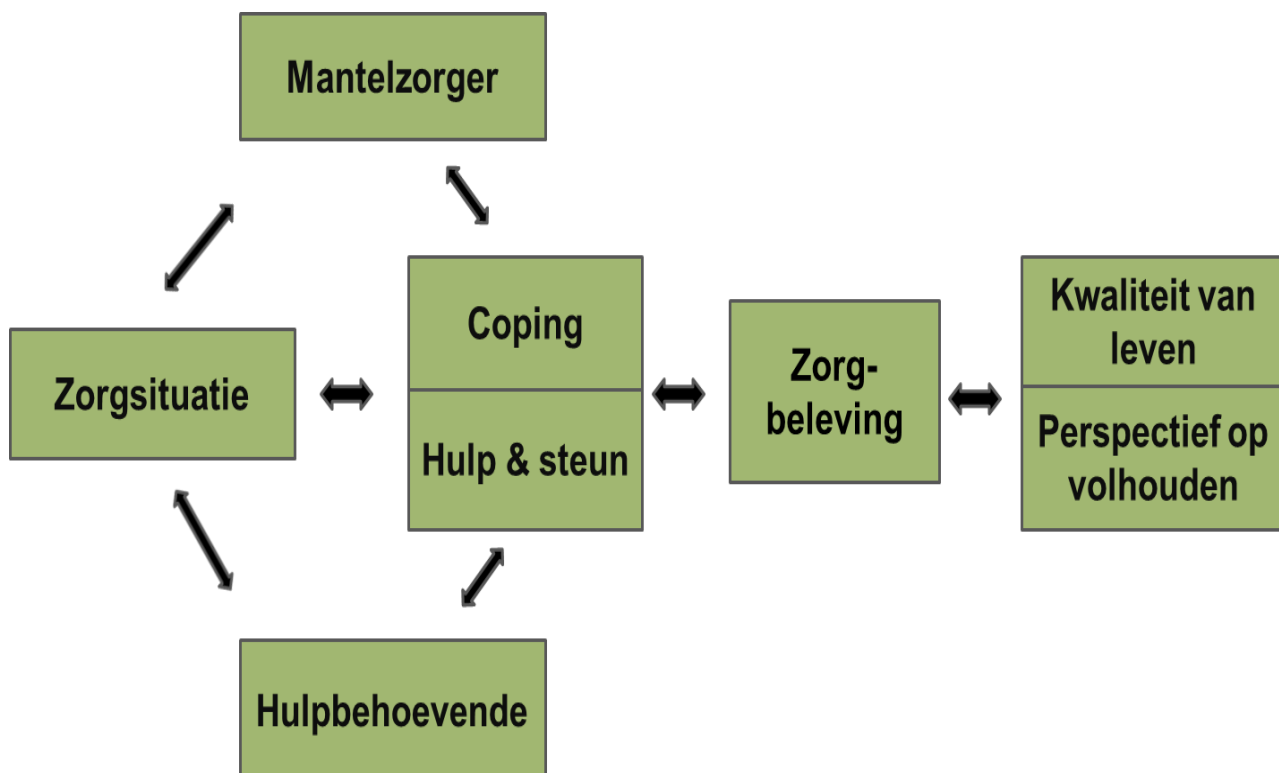 Mantelzorger
Zorgsituatie
Coping
Hulp & steun
Zorg-
beleving
Kwaliteit van
leven
Perspectief op
volhouden
Hulpbehoevende